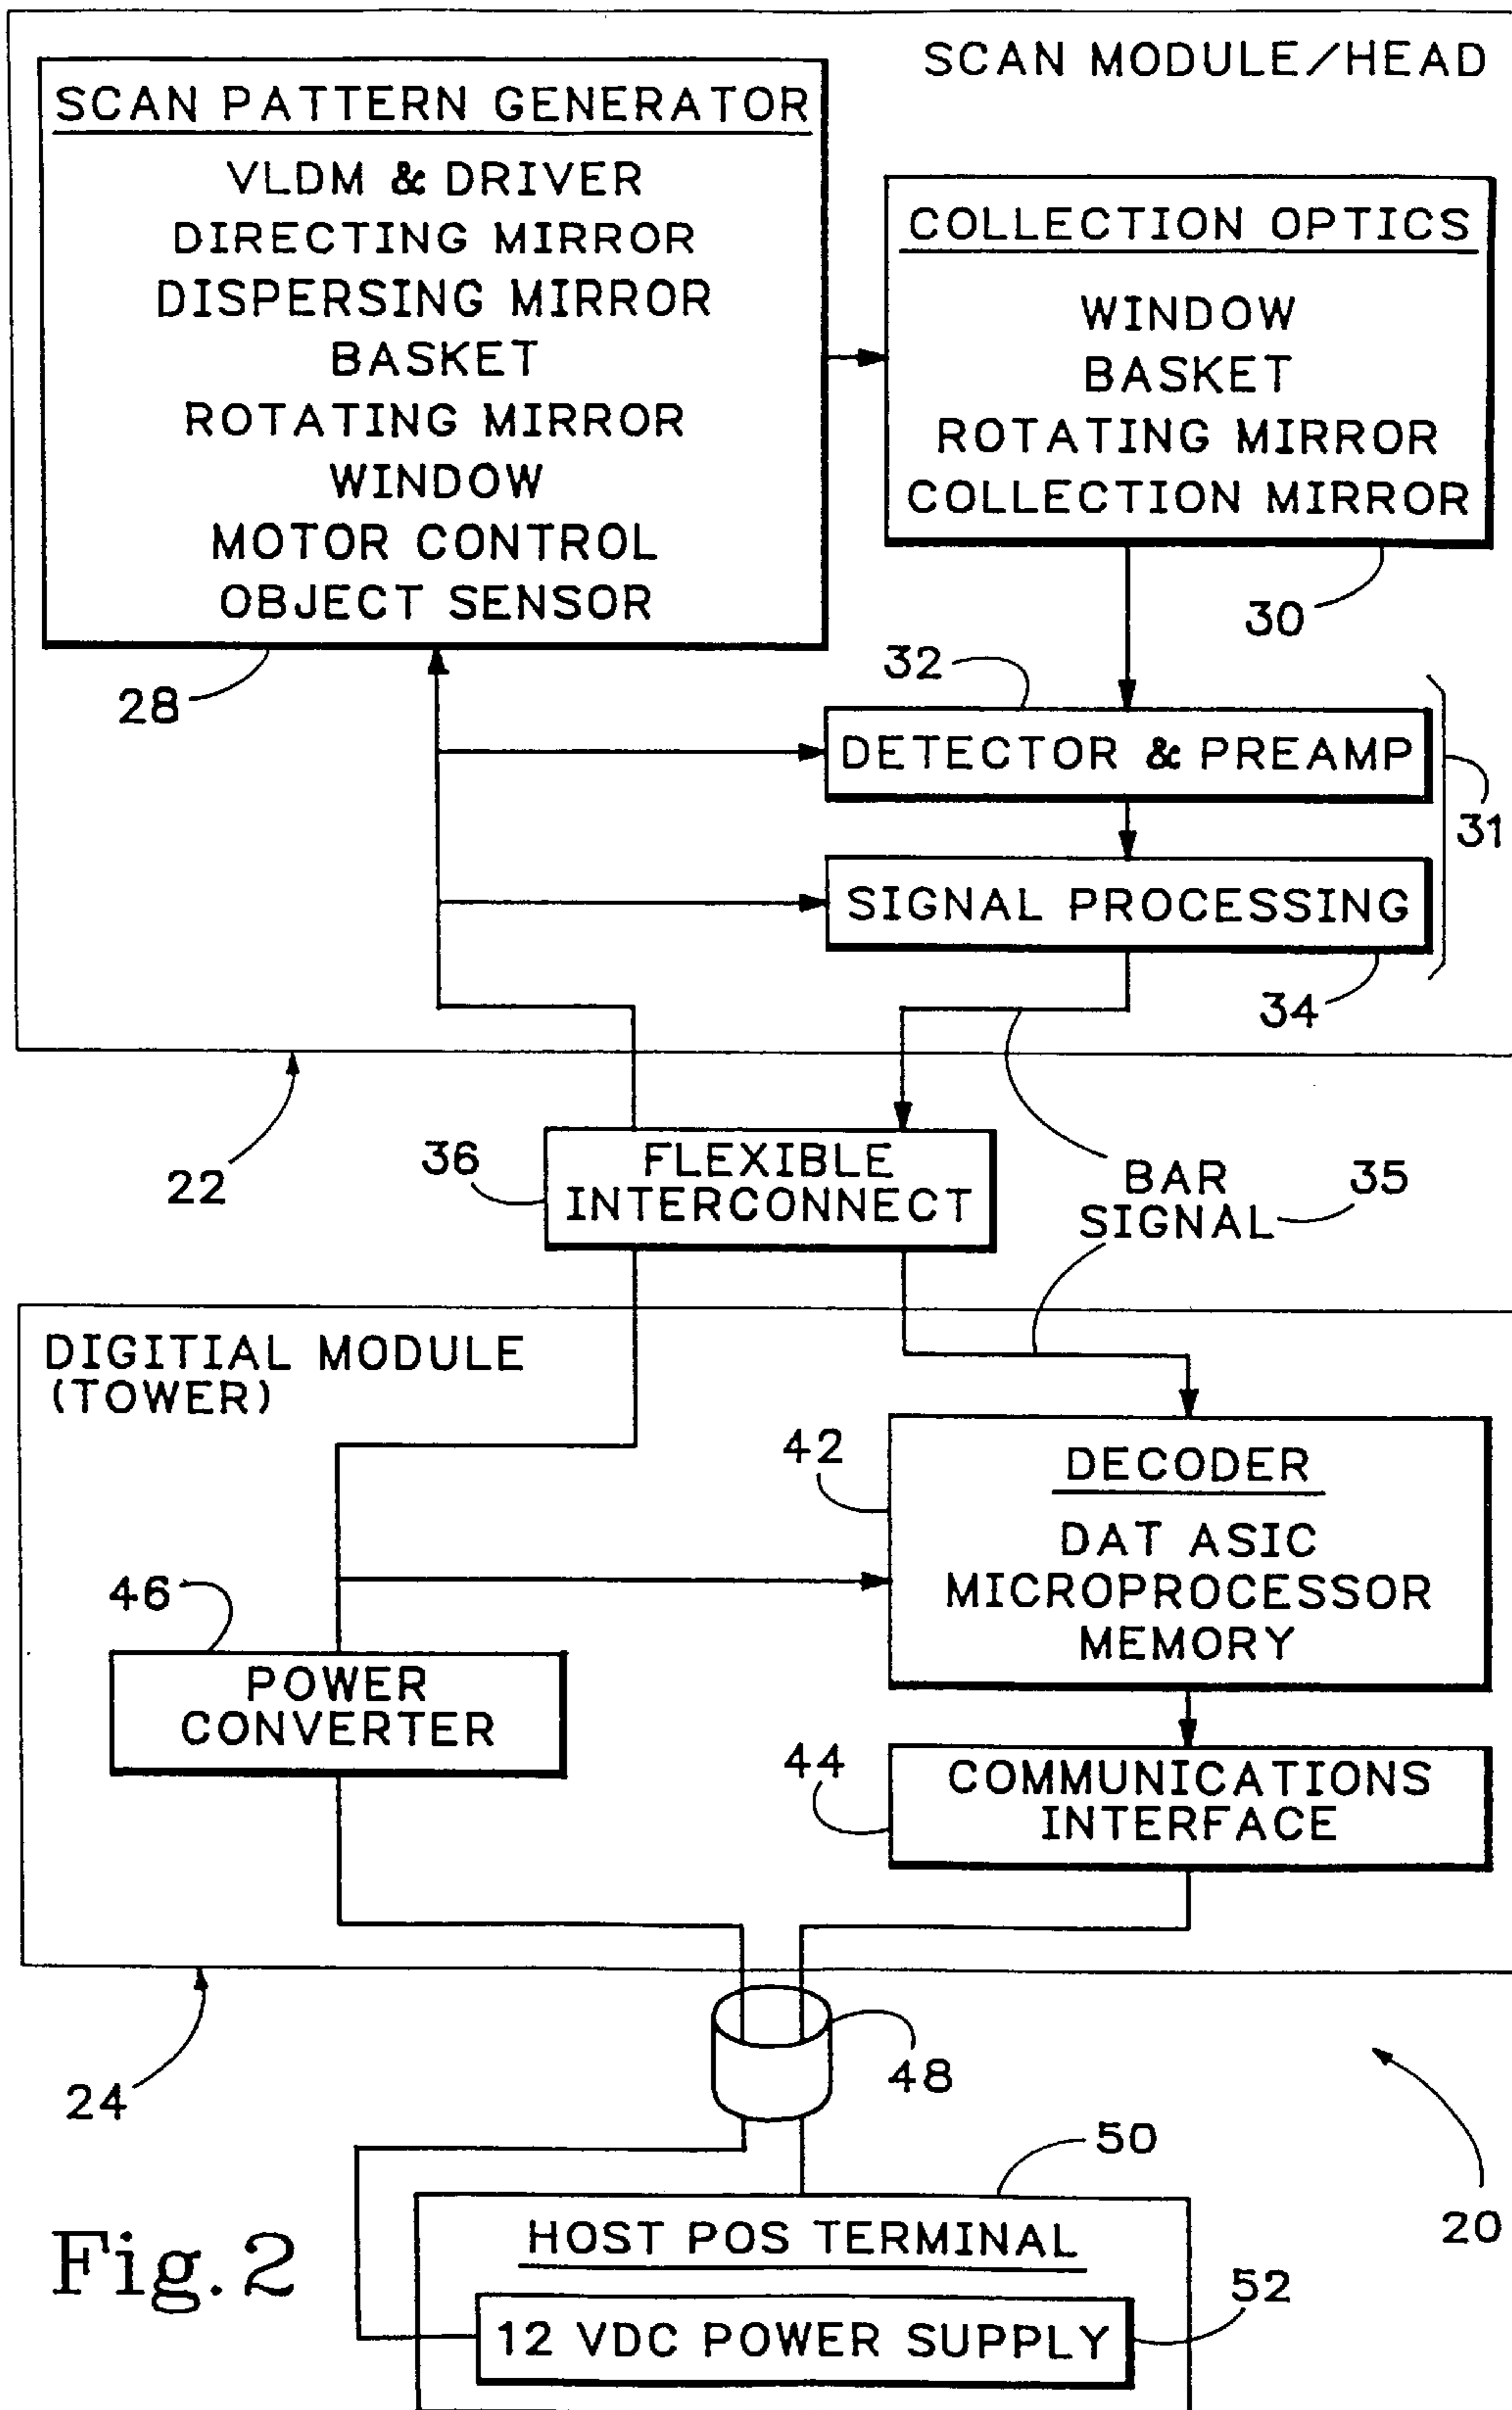 SCAN MODULE/HEAD
SCAN PATTERN GENERATOR
VLDM & DRIVER
DIRECTING MIRROR
DISPERSING MIRROR
BASKET
ROTATING MIRROR
WINDOW
MOTOR CONTROL
OBJECT SENSOR
28
COLLECTION OPTICS
WINDOW
BASKET
ROTATING MIRROR
COLLECTION MIRROR
30
32
DETECTOR & PREAMP
31
SIGNAL PROCESSING
34
22
36
FLEXIBLE
INTERCONNECT
BAR
SIGNAL
35
DIGITIAL MODULE
(TOWER)
42
DECODER
DAT ASIC
MICROPROCESSOR
MEMORY
46
POWER
CONVERTER
44
COMMUNICATIONS
INTERFACE
24
48
20
50
HOST POS TERMINAL
52
12 VDC POWER SUPPLY
Fig. 2